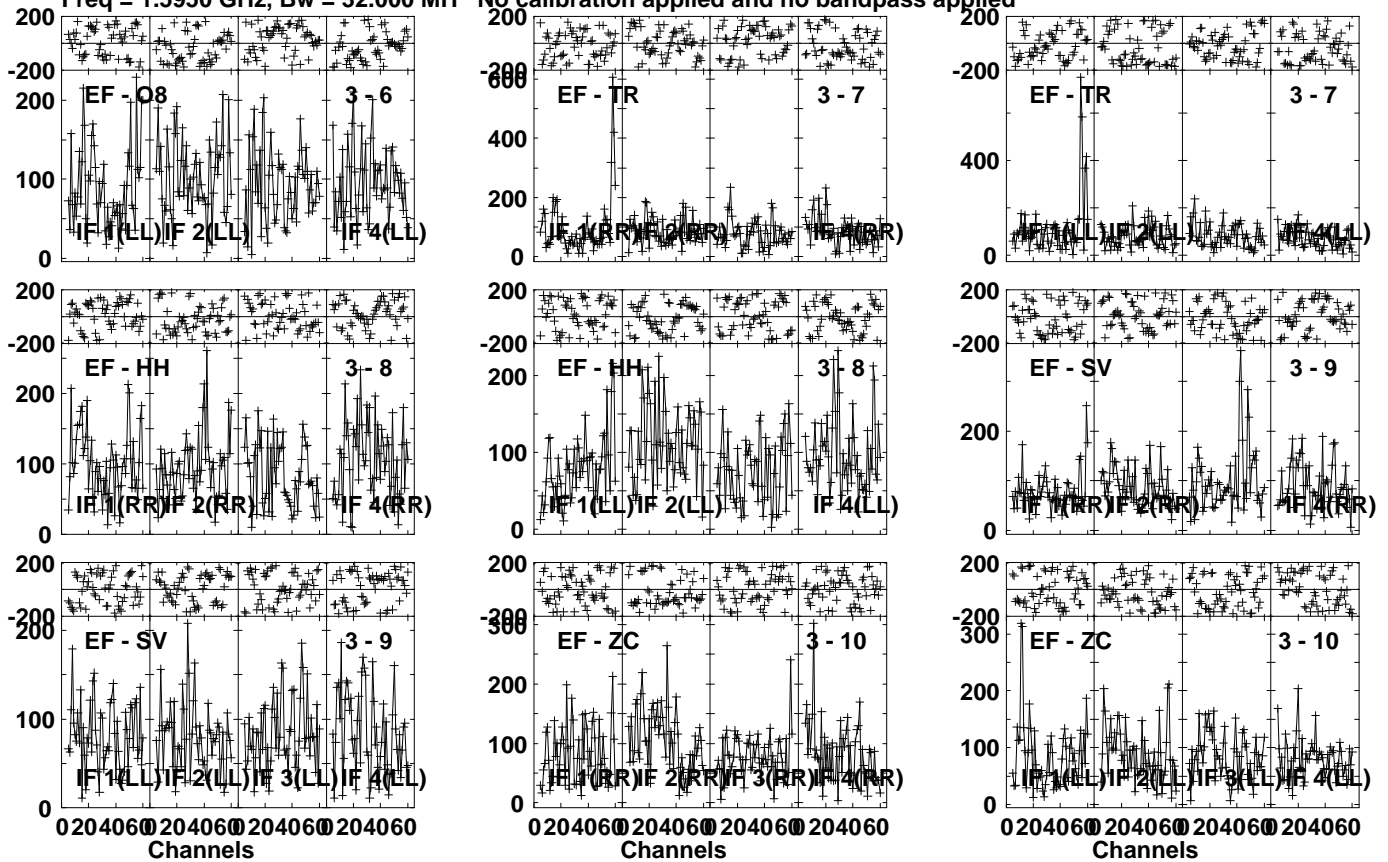 Freq = 1.5950 GHz, Bw = 32.000 MH No calibration applied and no bandpass applied
200
-200
EF - O8 3 - 6
200
100
0
IF 1(LL) IF 2(LL) IF 4(LL)
200
-200
EF - TR 3 - 7
600
400
200
0
IF 1(RR) IF 2(RR) IF 4(RR)
200
-200
EF - TR 3 - 7
400
0
IF 1(LL) IF 2(LL) IF 4(LL)
200
-200
EF - HH 3 - 8
200
100
0
IF 1(RR) IF 2(RR) IF 4(RR)
200
-200
EF - HH 3 - 8
200
100
0
IF 1(LL) IF 2(LL) IF 4(LL)
200
-200
EF - SV 3 - 9
200
0
IF 1(RR) IF 2(RR) IF 4(RR)
200
-200
EF - SV 3 - 9
200
100
0
IF 1(LL) IF 2(LL) IF 3(LL) IF 4(LL)
0 20 40 60 0 20 40 60 0 20 40 60 0 20 40 60
Channels
200
-200
EF - ZC 3 - 10
300
200
100
0
IF 1(RR) IF 2(RR) IF 3(RR) IF 4(RR)
0 20 40 60 0 20 40 60 0 20 40 60 0 20 40 60
Channels
200
-200
EF - ZC 3 - 10
300
200
100
0
IF 1(LL) IF 2(LL) IF 3(LL) IF 4(LL)
0 20 40 60 0 20 40 60 0 20 40 60 0 20 40 60
Channels